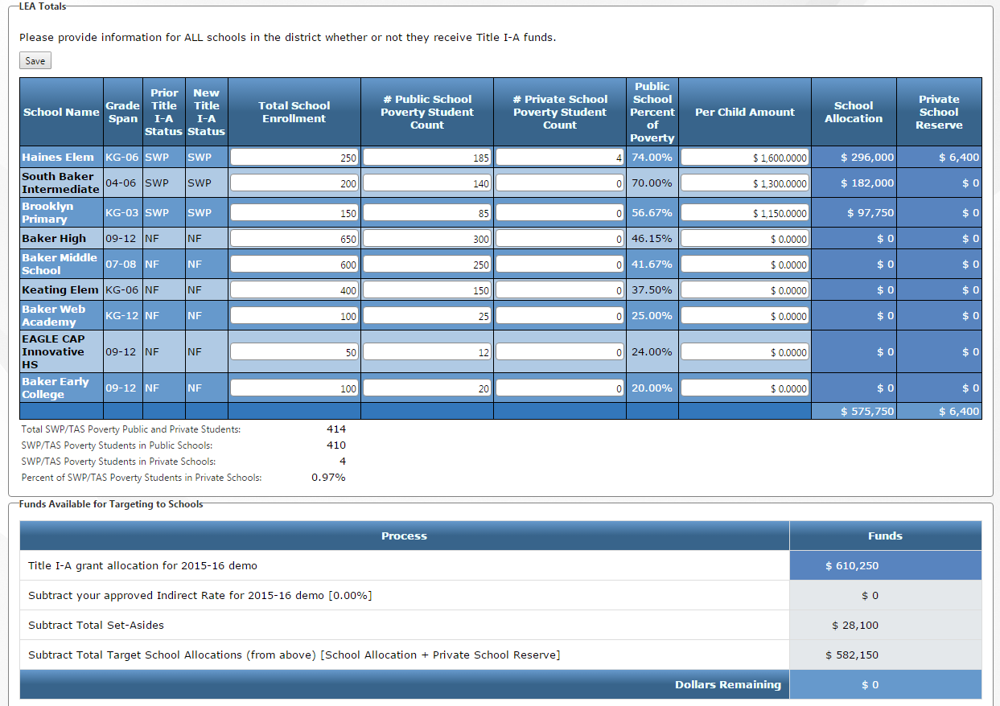 LEA Totals
Please provide information for ALL schools in the district whether or not they receive Title I-A funds.
Save
School Name Grade Span Prior Title I-A Status New Title I-A Status Total School Enrollment # Public School Poverty Student Count # Private School Poverty Student Count Public School Percent of Poverty Per Child Amount School Allocation Private School Reserve
Haines Elem KG-06 SWP SWP 250 185 4 74.00% $ 1,600.0000 $ 296,000 $ 6,400
South Baker Intermediate 04-06 SWP SWP 200 140 0 70.00% $ 1,300.0000 $ 182,000 $ 0
Brooklyn Primary KG-03 SWP SWP 150 85 0 56.67% $ 1,150.0000 $ 97,750 $ 0
Baker High 09-12 NF NF 650 300 0 46.15% $ 0.0000 $ 0 $ 0
Baker Middle School 07-08 NF NF 600 250 0 41.67% $ 0.0000 $ 0 $ 0
Keating Elem KG-06 NF NF 400 150 0 37.50% $ 0.0000 $ 0 $ 0
Baker Web Academy KG-12 NF NF 100 25 0 25.00% $ 0.0000 $ 0 $ 0
EAGLE CAP Innovative HS 09-12 NF NF 50 12 0 24.00% $ 0.0000 $ 0 $ 0
Baker Early College 09-12 NF NF 100 20 0 20.00% $ 0.0000 $ 0 $ 0
$ 575,750 $ 6,400
Total SWP/TAS Poverty Public and Private Students: 414
SWP/TAS Poverty Students in Public Schools: 410
SWP/TAS Poverty Students in Private Schools: 4
Percent of SWP/TAS Poverty Students in Private Schools: 0.97%
Funds Available for Targeting to Schools
Process Funds
Title I-A grant allocation for 2015-16 demo $ 610,250
Subtract your approved Indirect Rate for 2015-16 demo [0.00%] $ 0
Subtract Total Set-Asides $ 28,100
Subtract Total Target School Allocations (from above) [School Allocation + Private School Reserve] $ 582,150
Dollars Remaining $ 0